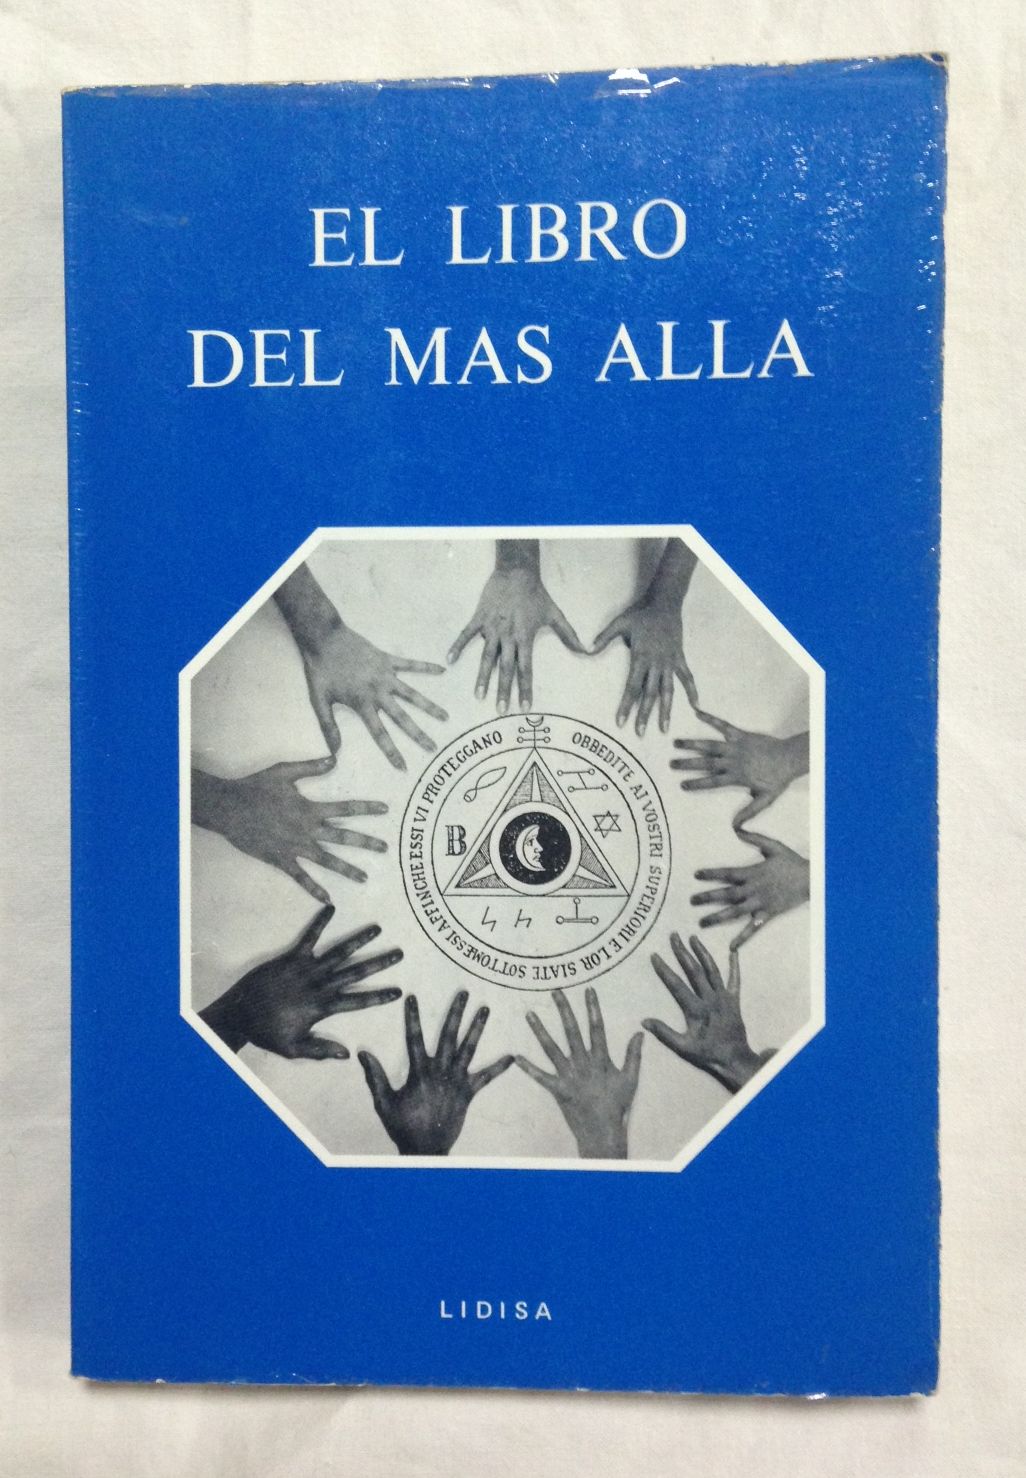 EL LIBRO
DEL MAS ALLA
OBBEDITE AI VOSTRI SUPERIORI E LOR SIATE SOTTOMESSI AFFINCHE ESSI VI PROTEGGANO
B
LIDISA